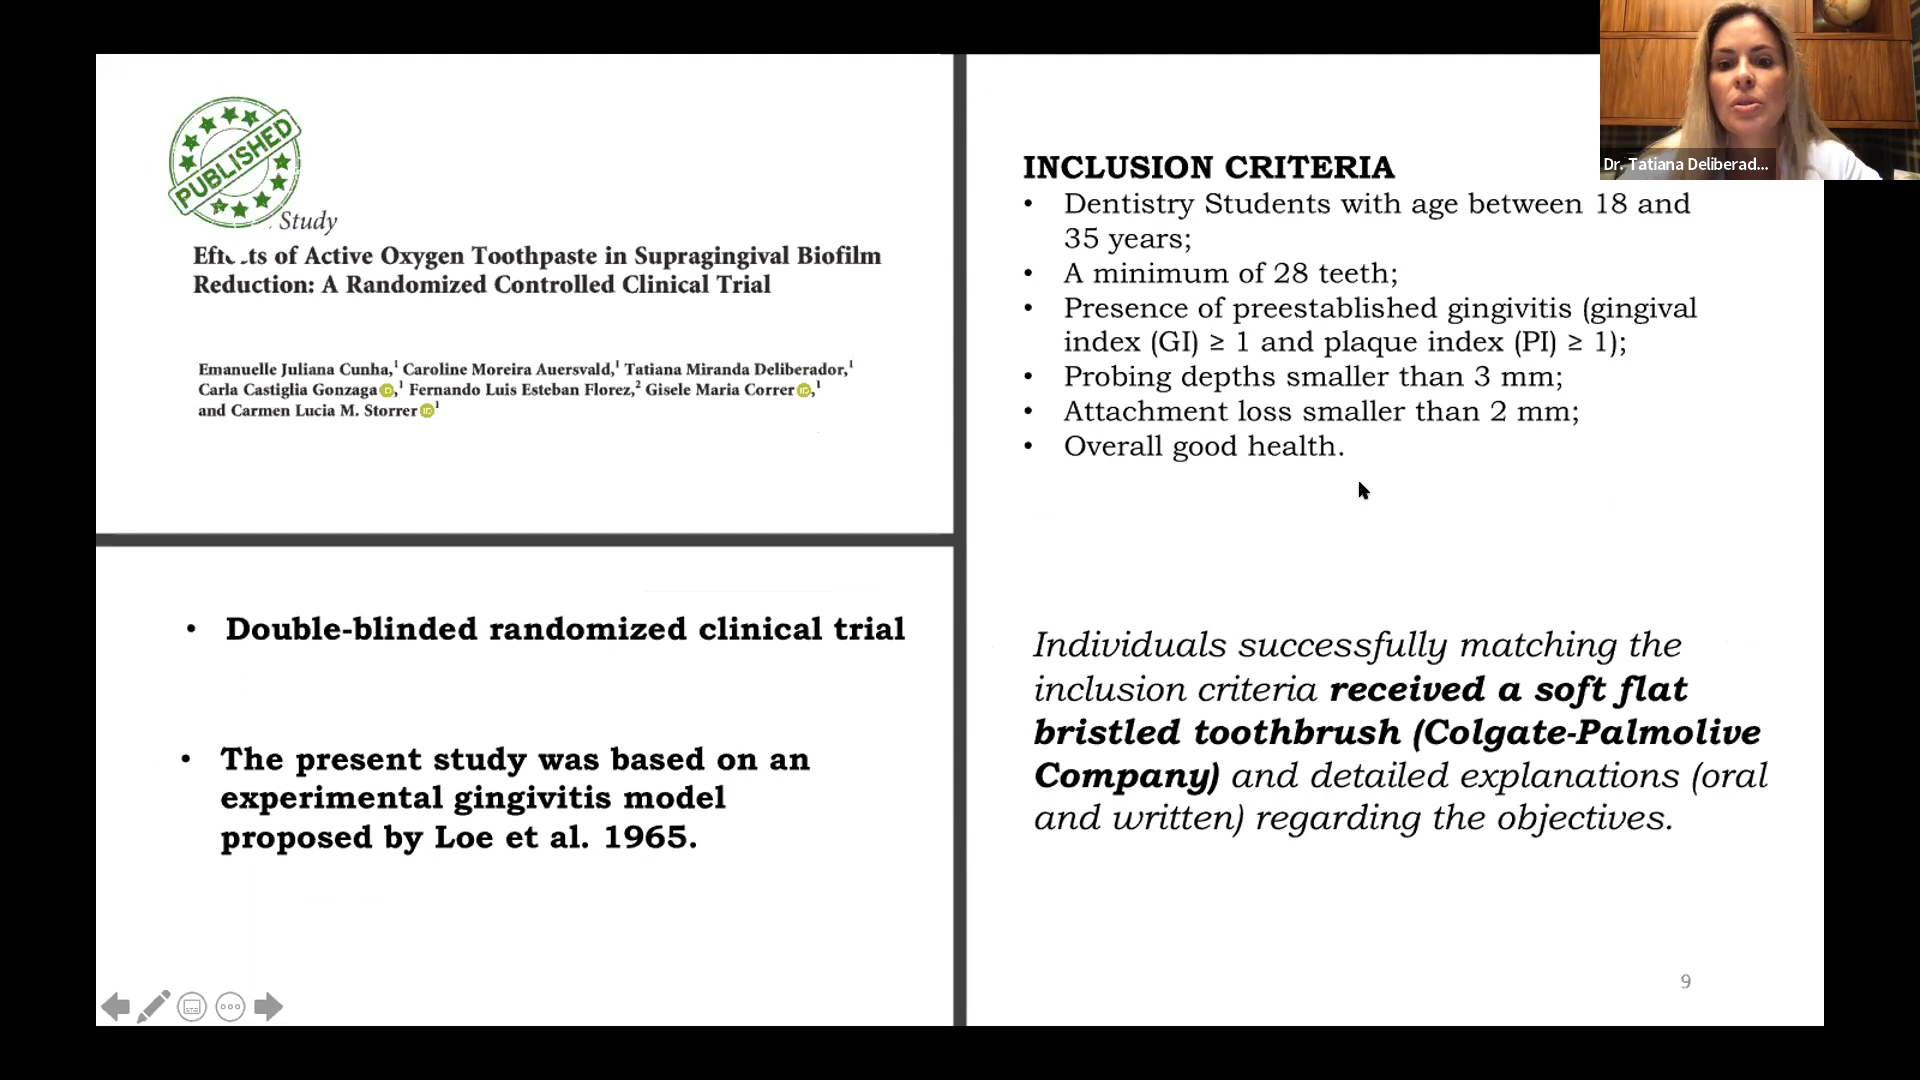 PUBLISHED
Study
Effects of Active Oxygen Toothpaste in Supragingival Biofilm
Reduction: A Randomized Controlled Clinical Trial
Emanuelle Juliana Cunha,¹ Caroline Moreira Auersvald,¹ Tatiana Miranda Deliberador,¹
Carla Castiglia Gonzaga iD,¹ Fernando Luis Esteban Florez,² Gisele Maria Correr iD,¹
and Carmen Lucia M. Storrer iD¹
• Double-blinded randomized clinical trial
• The present study was based on an
experimental gingivitis model
proposed by Loe et al. 1965.
Dr. Tatiana Deliberad...
INCLUSION CRITERIA
• Dentistry Students with age between 18 and
35 years;
• A minimum of 28 teeth;
• Presence of preestablished gingivitis (gingival
index (GI) ≥ 1 and plaque index (PI) ≥ 1);
• Probing depths smaller than 3 mm;
• Attachment loss smaller than 2 mm;
• Overall good health.
Individuals successfully matching the
inclusion criteria received a soft flat
bristled toothbrush (Colgate-Palmolive
Company) and detailed explanations (oral
and written) regarding the objectives.
9